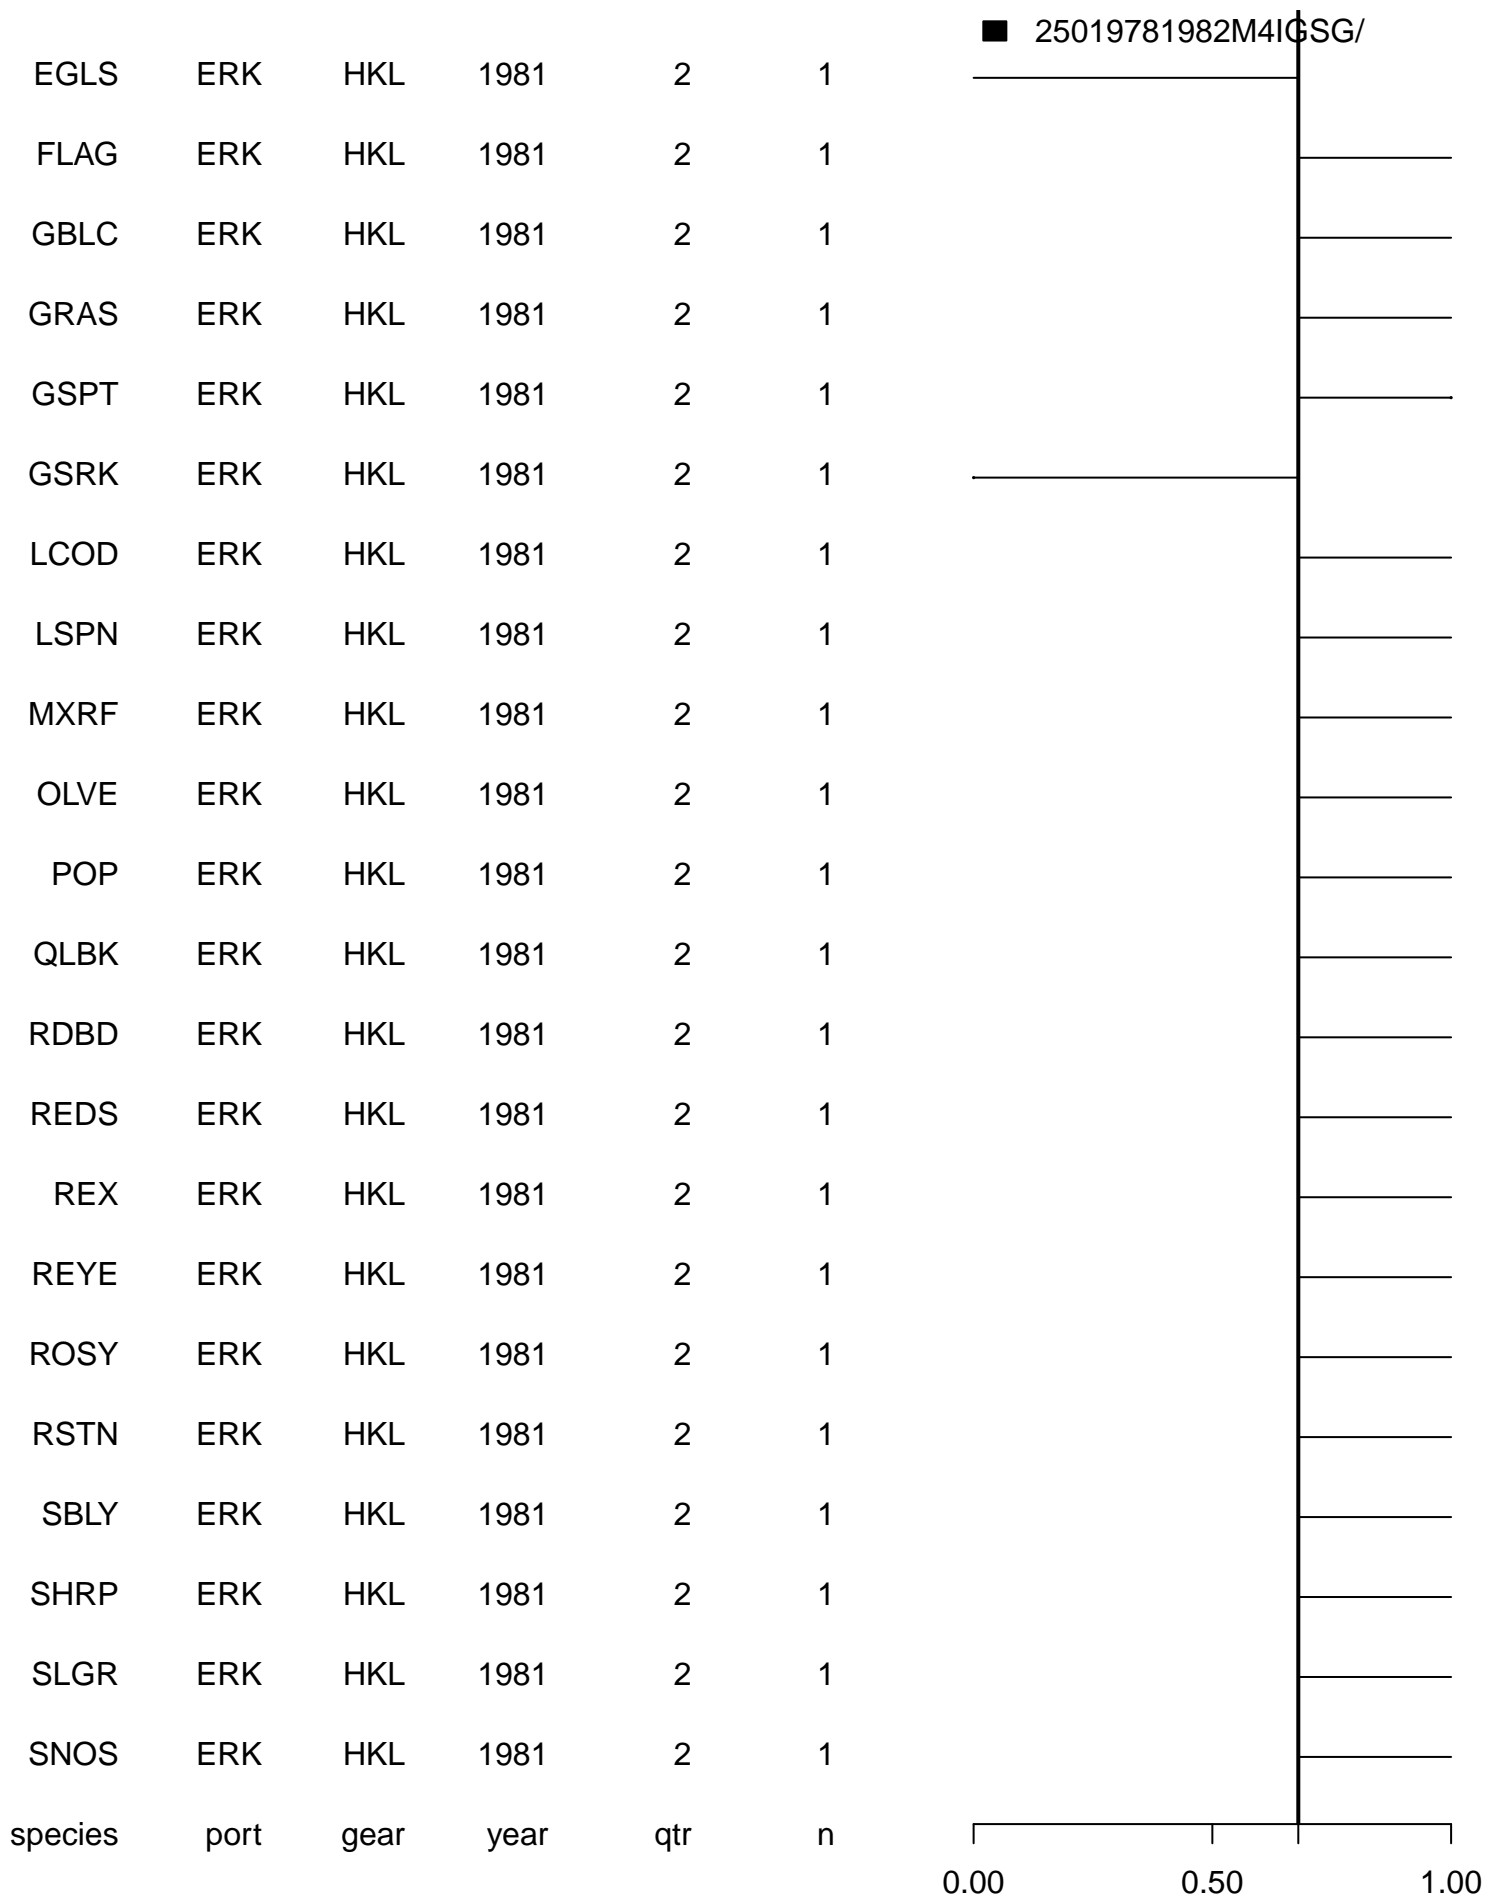 25019781982M4IGSG/
EGLS ERK HKL 1981 2 1
FLAG ERK HKL 1981 2 1
GBLC ERK HKL 1981 2 1
GRAS ERK HKL 1981 2 1
GSPT ERK HKL 1981 2 1
GSRK ERK HKL 1981 2 1
LCOD ERK HKL 1981 2 1
LSPN ERK HKL 1981 2 1
MXRF ERK HKL 1981 2 1
OLVE ERK HKL 1981 2 1
POP ERK HKL 1981 2 1
QLBK ERK HKL 1981 2 1
RDBD ERK HKL 1981 2 1
REDS ERK HKL 1981 2 1
REX ERK HKL 1981 2 1
REYE ERK HKL 1981 2 1
ROSY ERK HKL 1981 2 1
RSTN ERK HKL 1981 2 1
SBLY ERK HKL 1981 2 1
SHRP ERK HKL 1981 2 1
SLGR ERK HKL 1981 2 1
SNOS ERK HKL 1981 2 1
species port gear year qtr n
0.00 0.50 1.00